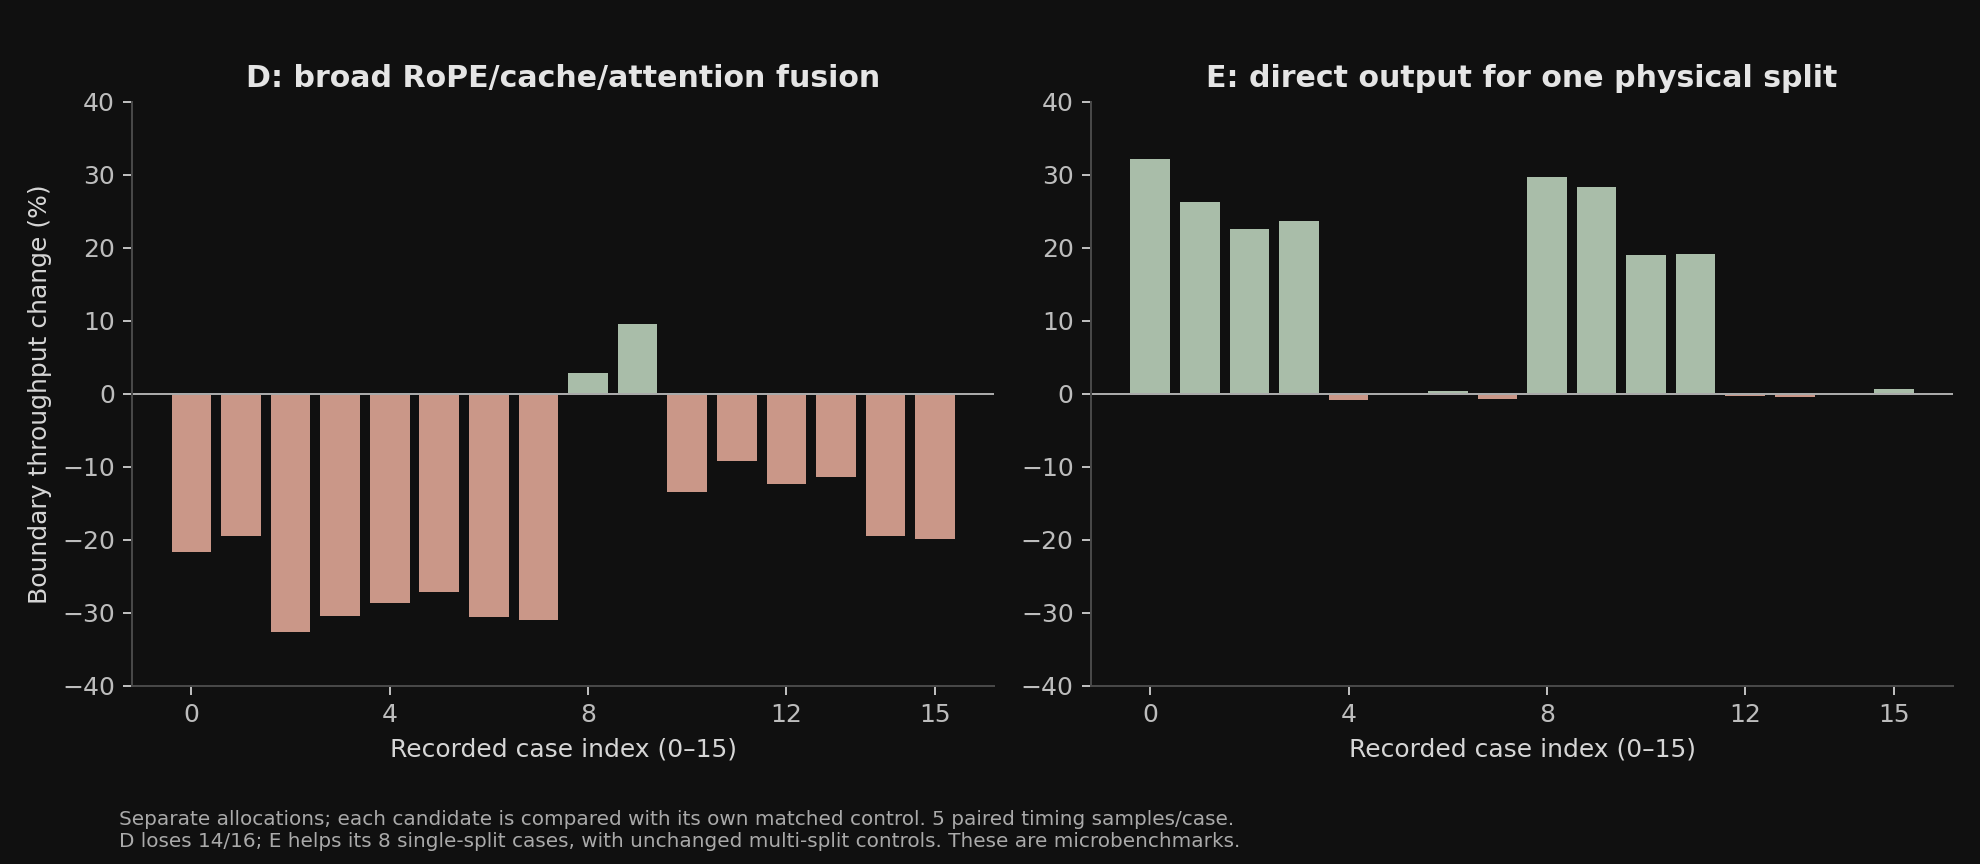 D: broad RoPE/cache/attention fusion
Boundary throughput change (%)
40
30
20
10
0
−10
−20
−30
−40
0 4 8 12 15
Recorded case index (0–15)
E: direct output for one physical split
40
30
20
10
0
−10
−20
−30
−40
0 4 8 12 15
Recorded case index (0–15)
Separate allocations; each candidate is compared with its own matched control. 5 paired timing samples/case.
D loses 14/16; E helps its 8 single-split cases, with unchanged multi-split controls. These are microbenchmarks.